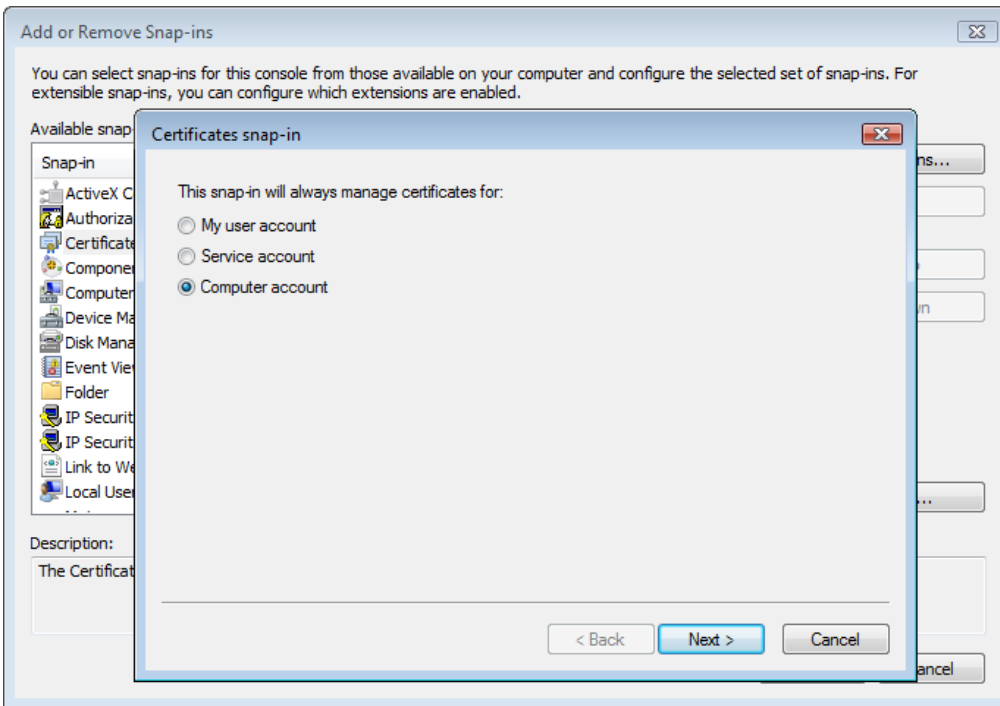 Add or Remove Snap-ins
You can select snap-ins for this console from those available on your computer and configure the selected set of snap-ins. For
extensible snap-ins, you can configure which extensions are enabled.
Available snap-
Certificates snap-in
Snap-in
ActiveX C
Authoriza
Certificate
Componen
Computer
Device Ma
Disk Mana
Event Vie
Folder
IP Securit
IP Securit
Link to We
Local User
This snap-in will always manage certificates for:
My user account
Service account
Computer account
ns...
wn
...
Description:
The Certificat
< Back Next > Cancel
ancel